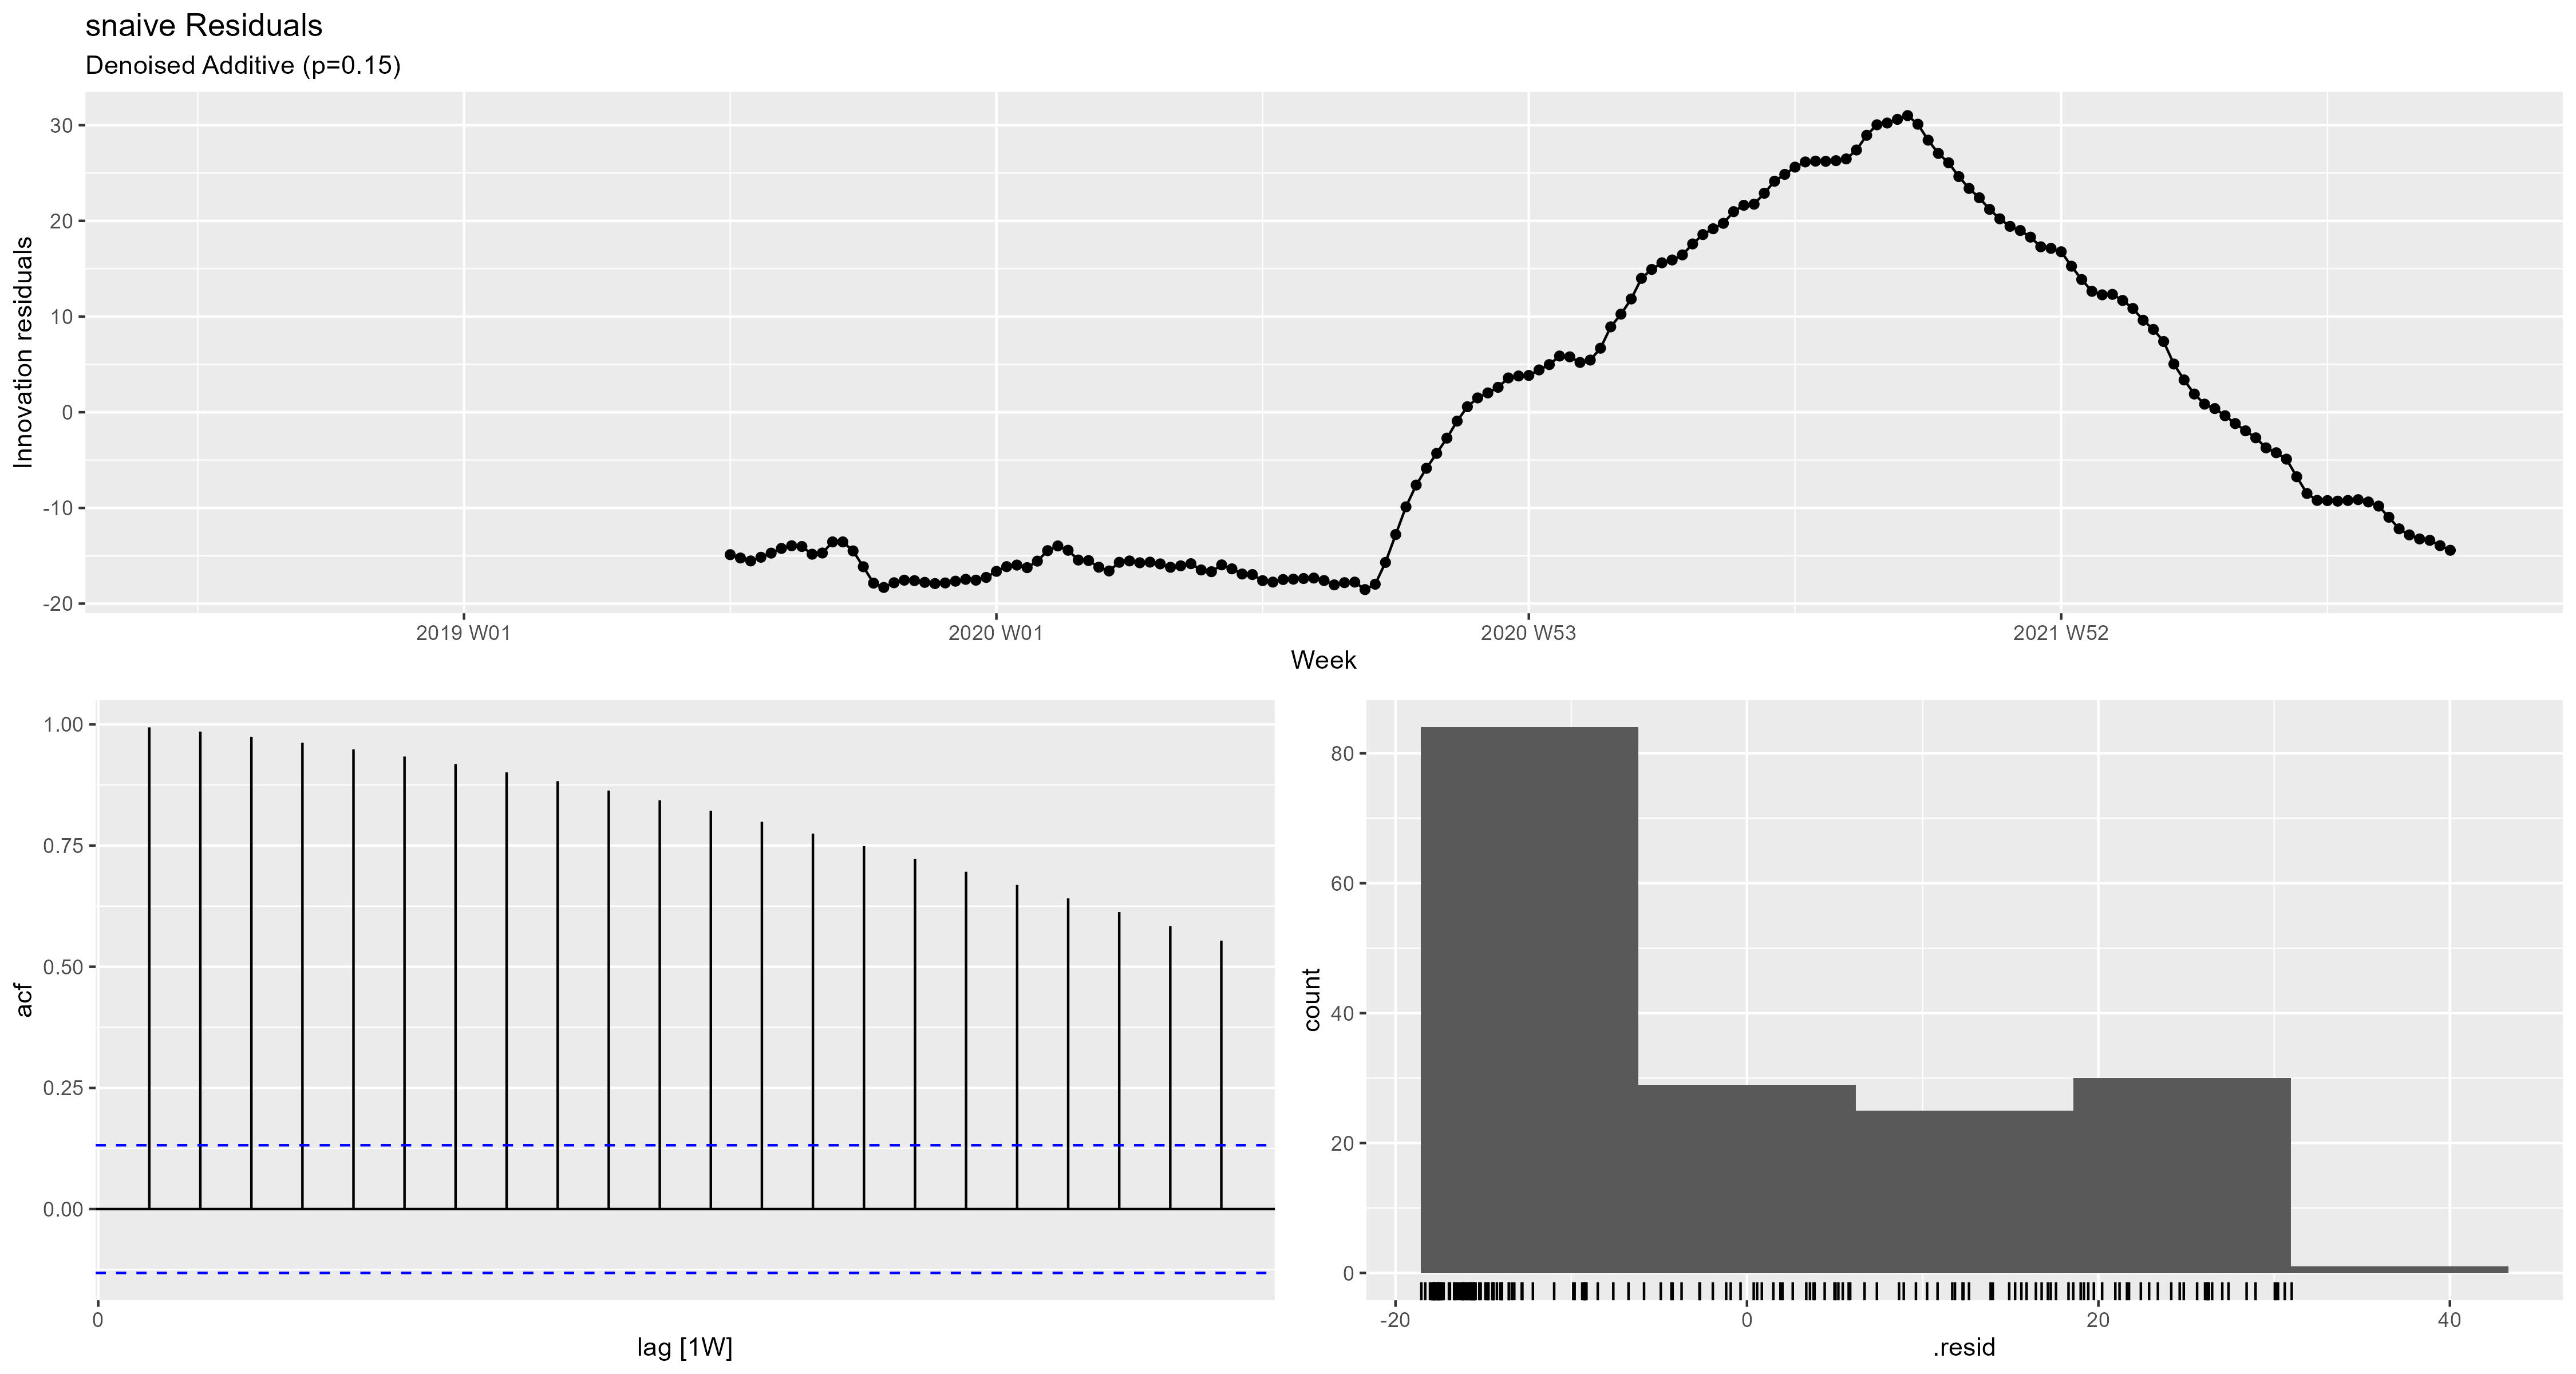 snaive Residuals
Denoised Additive (p=0.15)
Innovation residuals
30
20
10
0
-10
-20
2019 W01
2020 W01
2020 W53
2021 W52
Week
acf
1.00
0.75
0.50
0.25
0.00
0
lag [1W]
count
80
60
40
20
0
-20
0
20
40
.resid